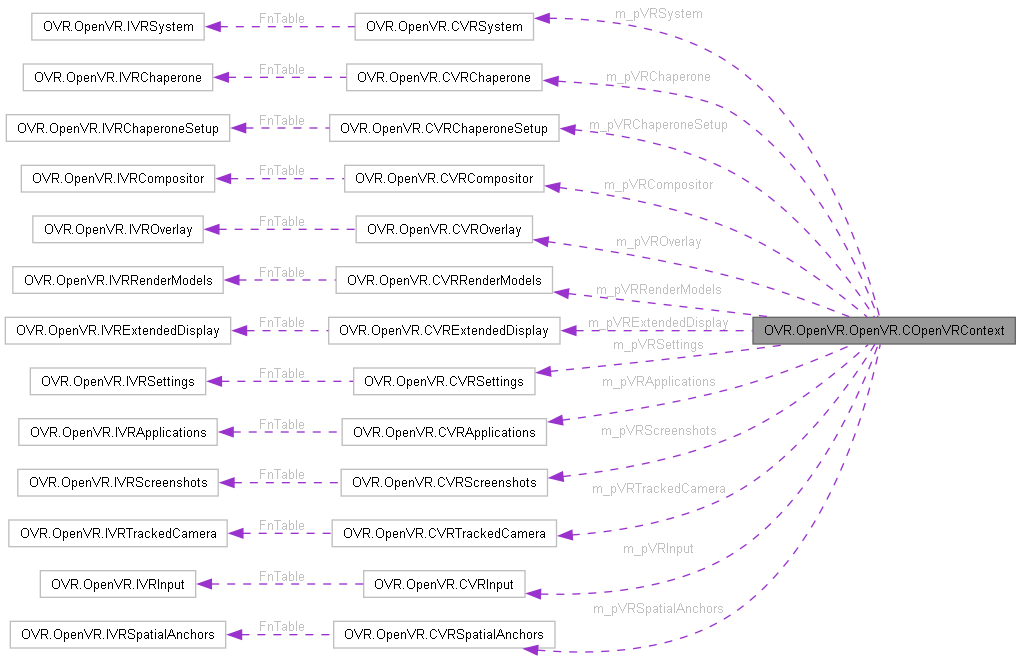 OVR.OpenVR.IVRSystem FnTable OVR.OpenVR.CVRSystem m_pVRSystem
OVR.OpenVR.IVRChaperone FnTable OVR.OpenVR.CVRChaperone m_pVRChaperone
OVR.OpenVR.IVRChaperoneSetup FnTable OVR.OpenVR.CVRChaperoneSetup m_pVRChaperoneSetup
OVR.OpenVR.IVRCompositor FnTable OVR.OpenVR.CVRCompositor m_pVRCompositor
OVR.OpenVR.IVROverlay FnTable OVR.OpenVR.CVROverlay m_pVROverlay
OVR.OpenVR.IVRRenderModels FnTable OVR.OpenVR.CVRRenderModels m_pVRRenderModels
OVR.OpenVR.IVRExtendedDisplay FnTable OVR.OpenVR.CVRExtendedDisplay m_pVRExtendedDisplay OVR.OpenVR.OpenVR.COpenVRContext
OVR.OpenVR.IVRSettings FnTable OVR.OpenVR.CVRSettings m_pVRSettings
OVR.OpenVR.IVRApplications FnTable OVR.OpenVR.CVRApplications m_pVRApplications
OVR.OpenVR.IVRScreenshots FnTable OVR.OpenVR.CVRScreenshots m_pVRScreenshots
OVR.OpenVR.IVRTrackedCamera FnTable OVR.OpenVR.CVRTrackedCamera m_pVRTrackedCamera
OVR.OpenVR.IVRInput FnTable OVR.OpenVR.CVRInput m_pVRInput
OVR.OpenVR.IVRSpatialAnchors FnTable OVR.OpenVR.CVRSpatialAnchors m_pVRSpatialAnchors